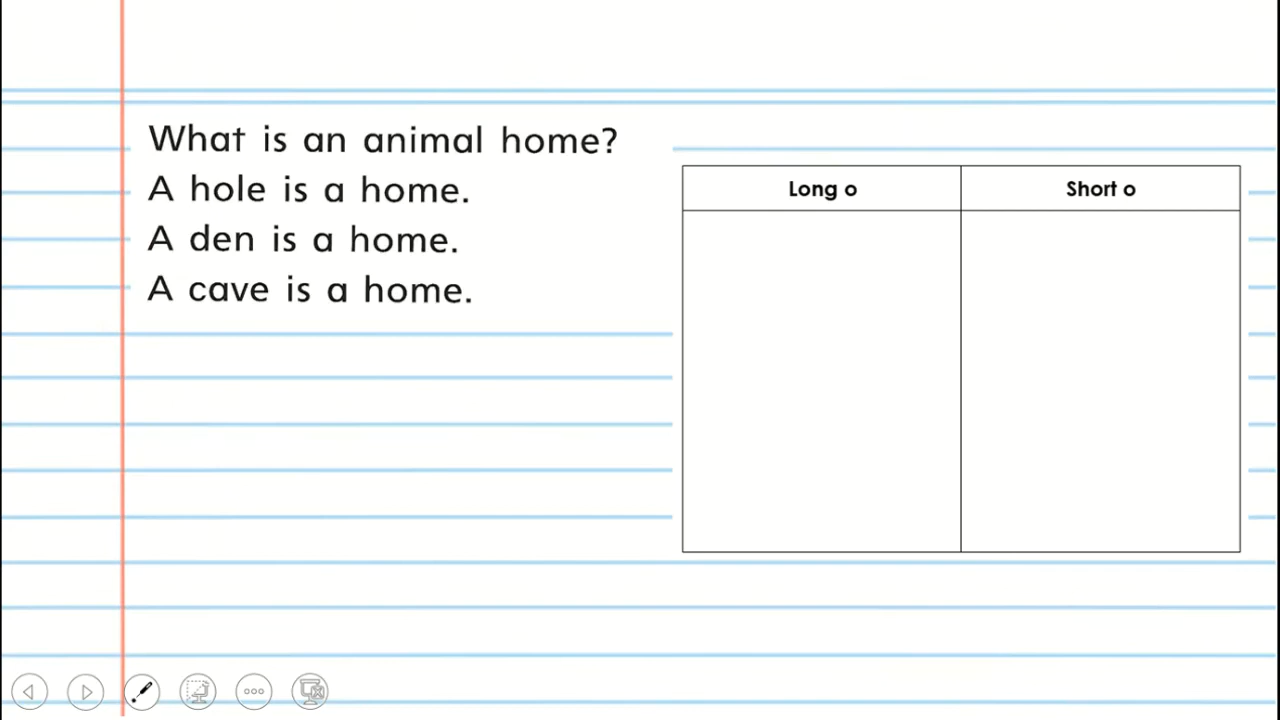 What is an animal home?
A hole is a home.
A den is a home.
A cave is a home.
Long o
Short o